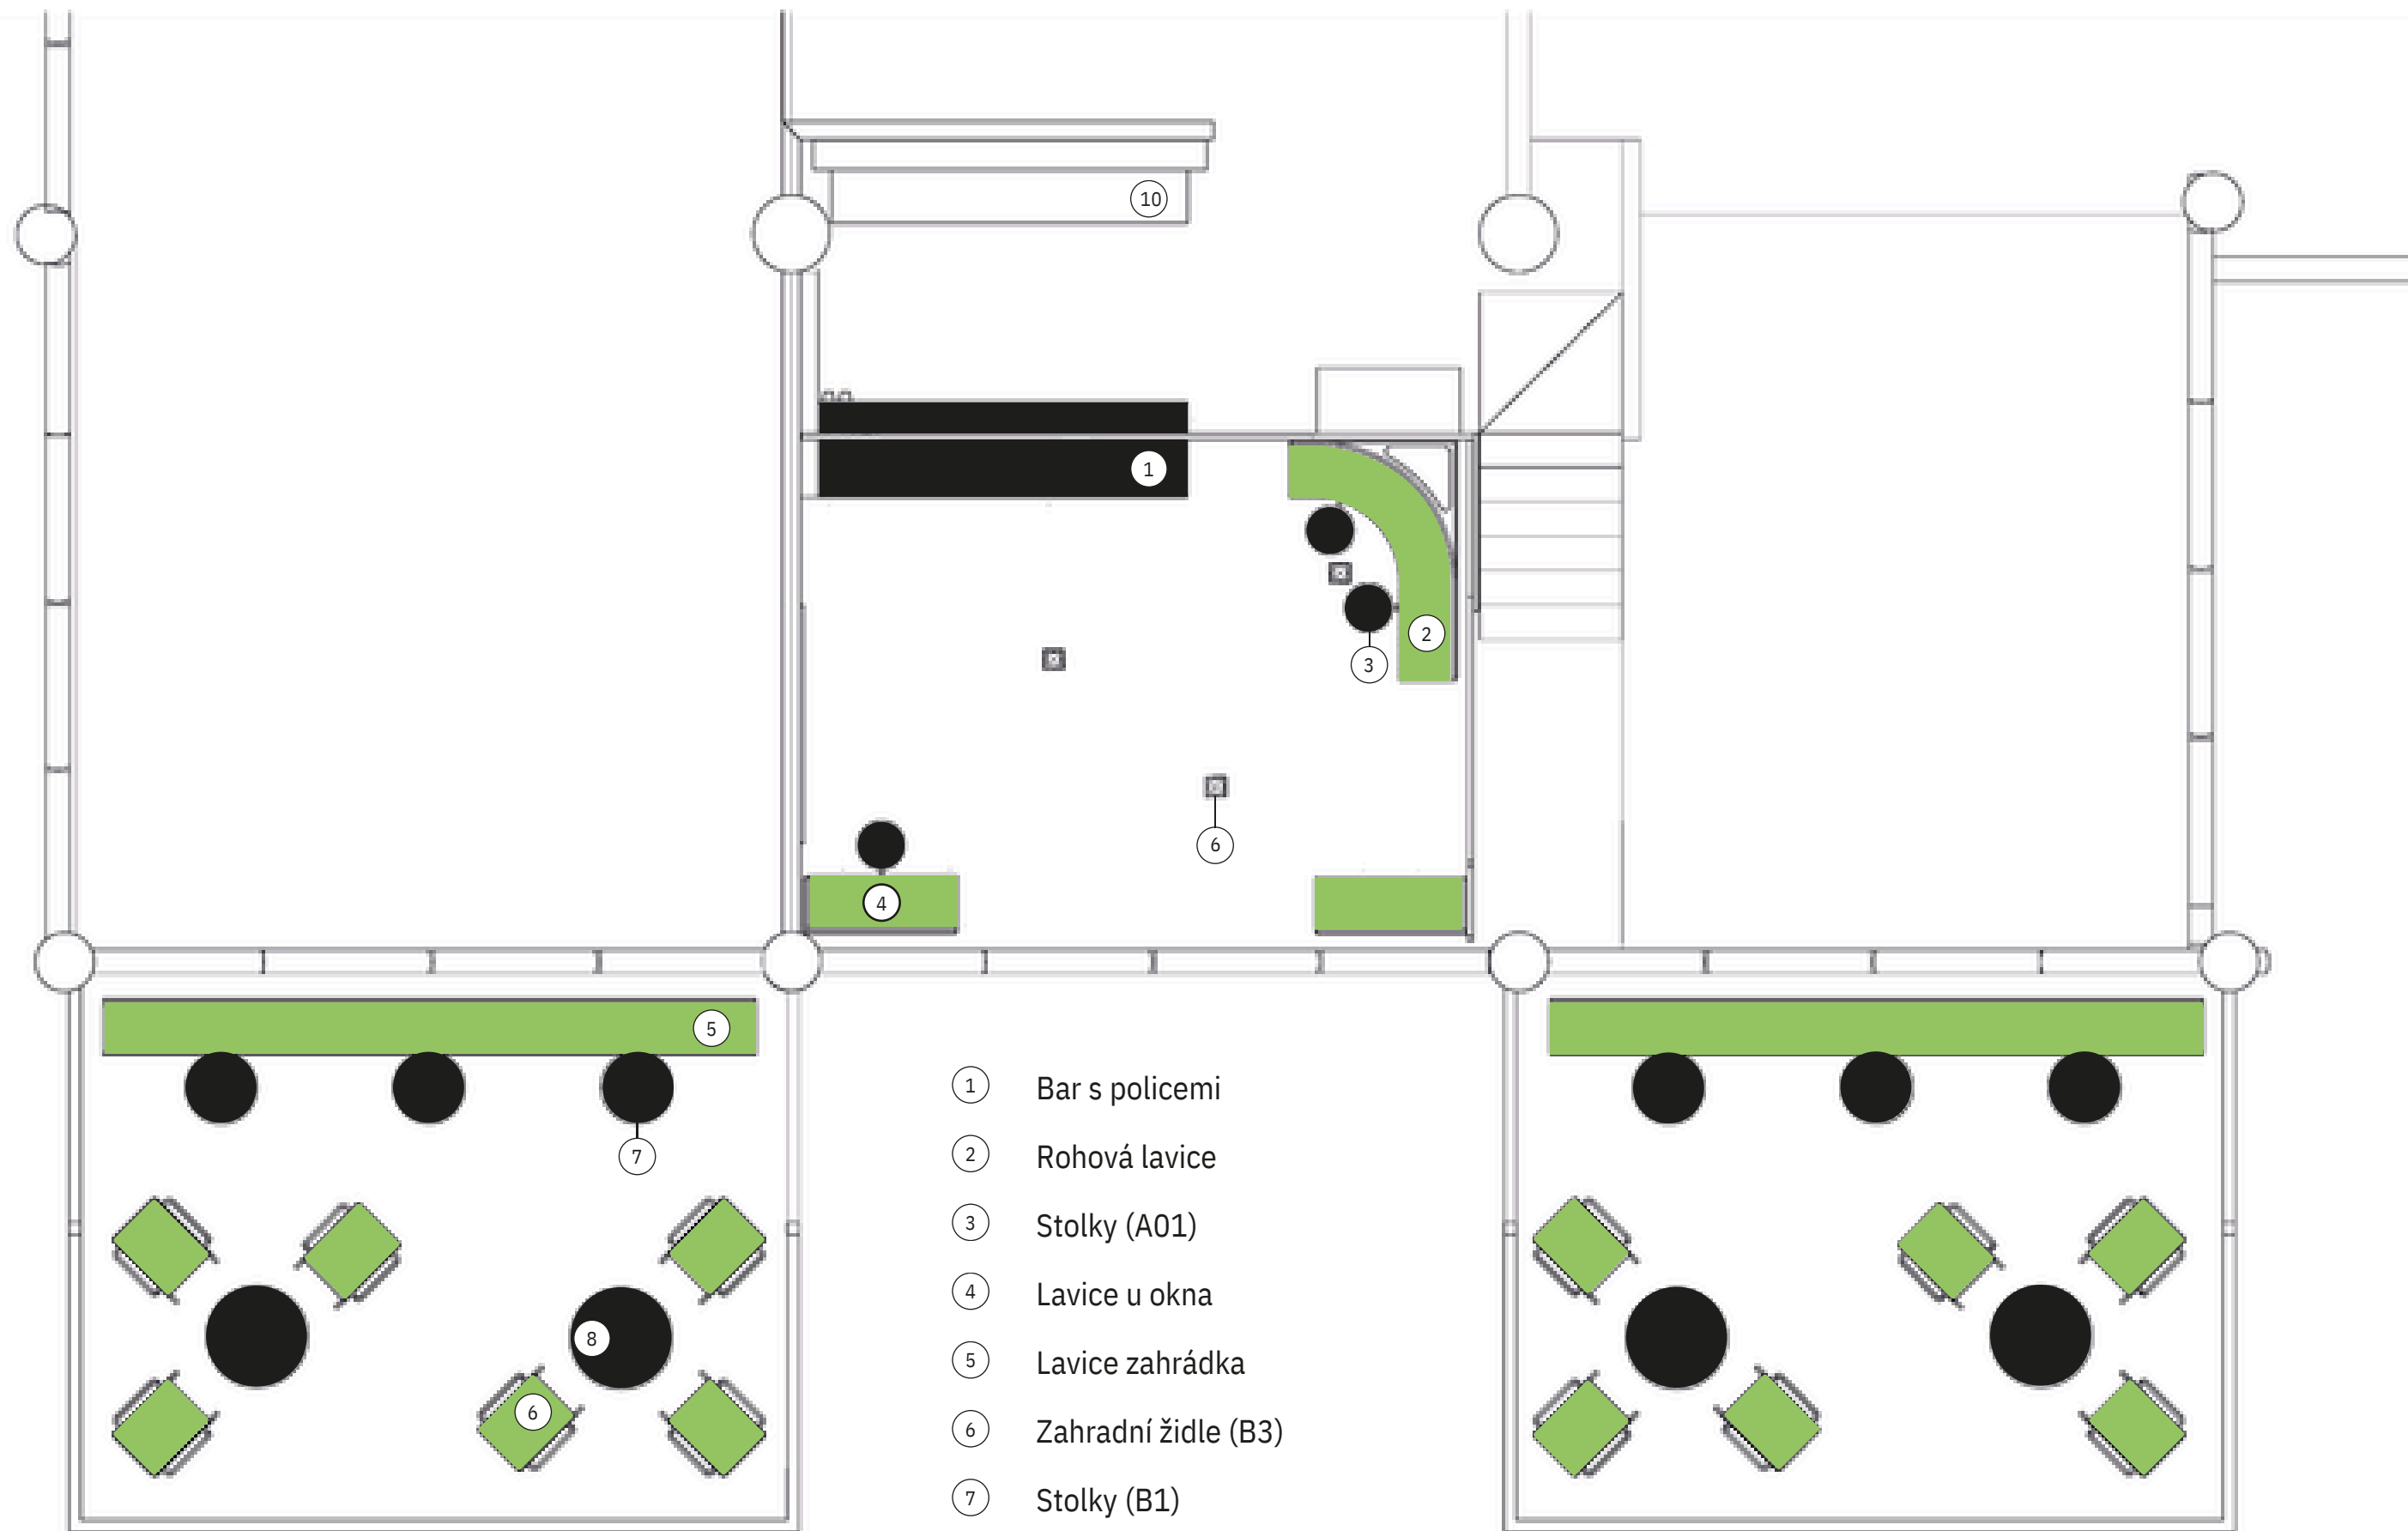 10
1
2
3
6
4
5
7
8
6
1 Bar s policemi
2 Rohová lavice
3 Stolky (A01)
4 Lavice u okna
5 Lavice zahrádka
6 Zahradní židle (B3)
7 Stolky (B1)